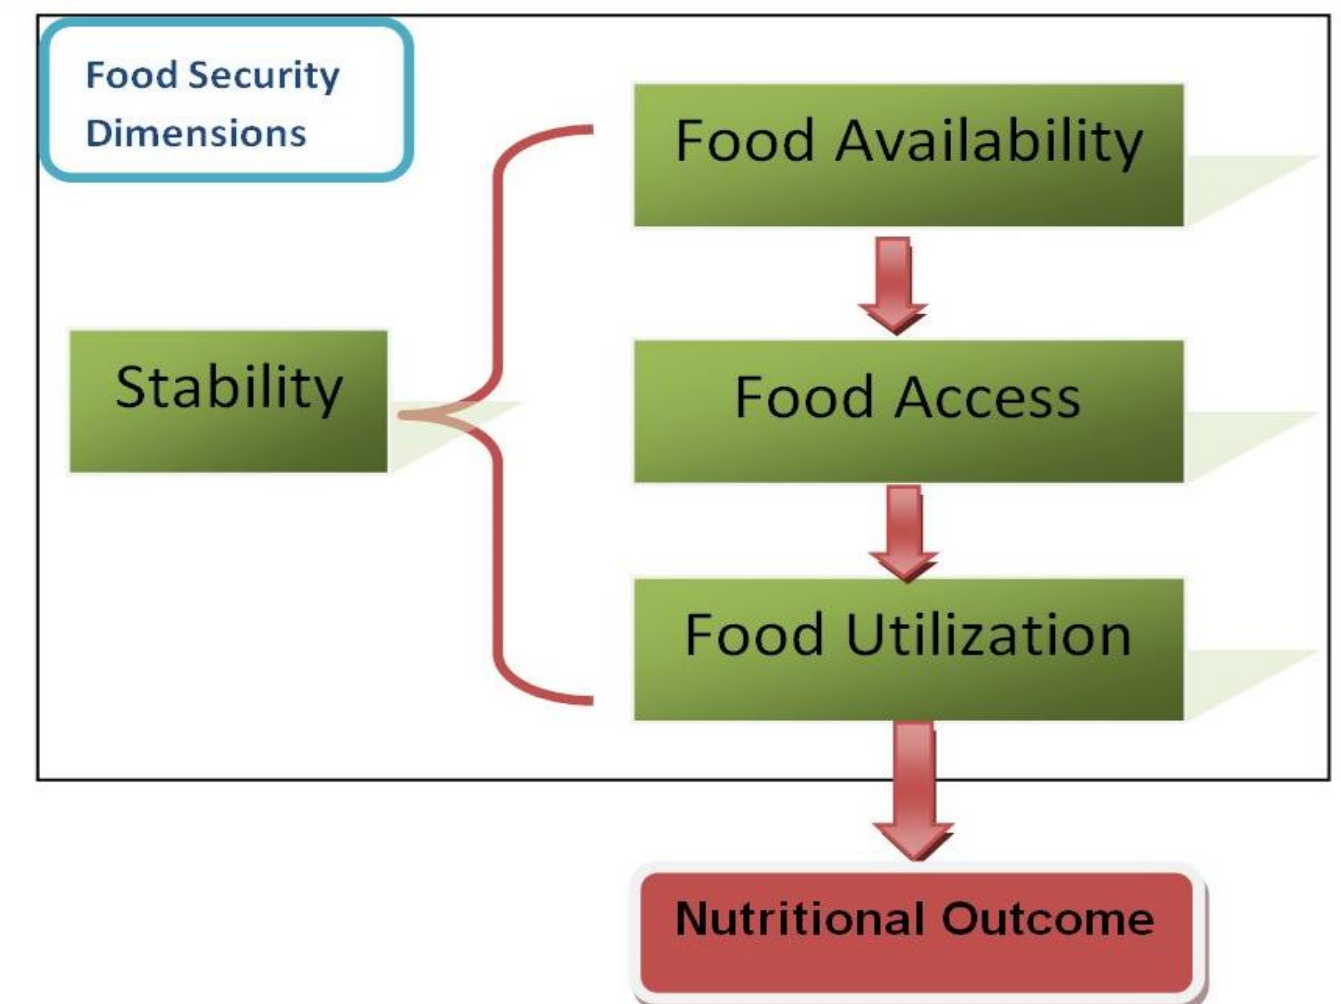 Food Security
Dimensions
Food Availability
Stability
Food Access
Food Utilization
Nutritional Outcome